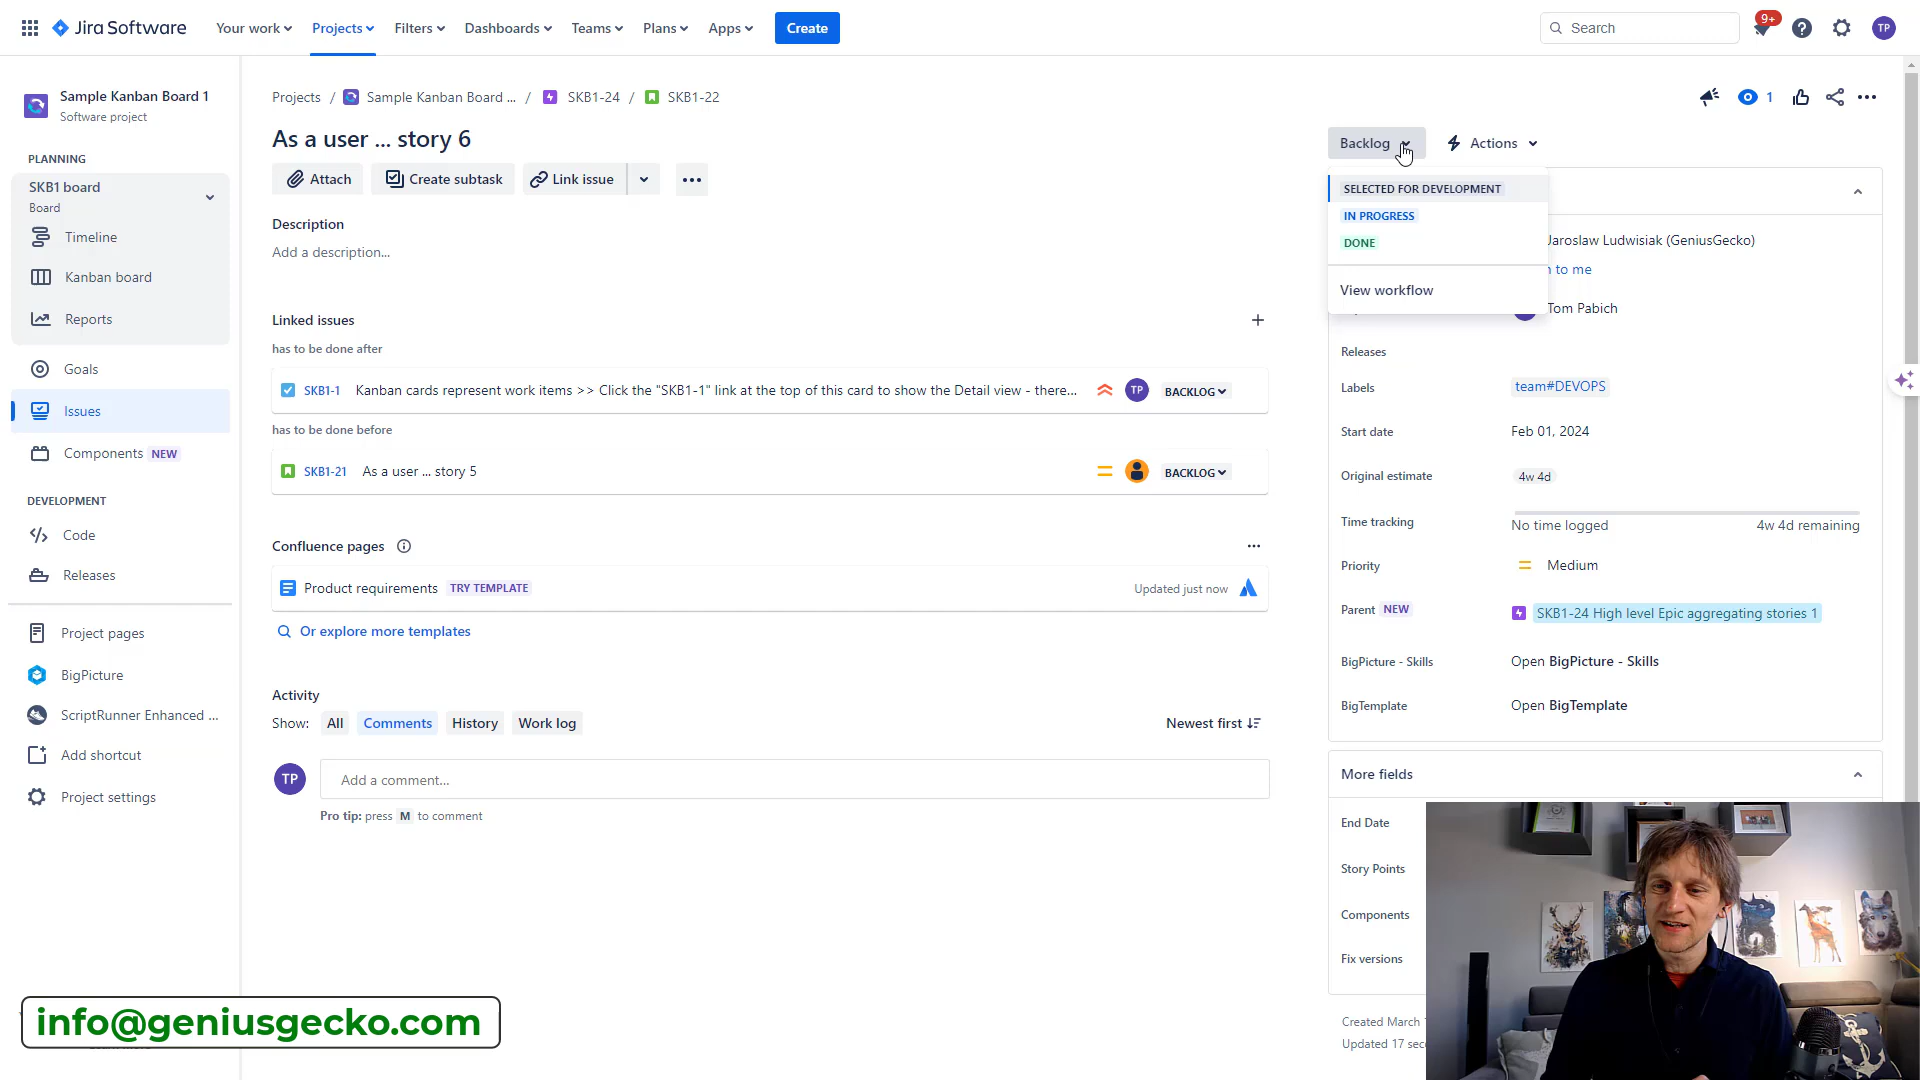 Jira Software
Your work
Projects
Filters
Dashboards
Teams
Plans
Apps
Create
Search
9+
TP
Sample Kanban Board 1
Software project
PLANNING
SKB1 board
Board
Timeline
Kanban board
Reports
Goals
Issues
Components NEW
DEVELOPMENT
Code
Releases
Project pages
BigPicture
ScriptRunner Enhanced ...
Add shortcut
Project settings
Projects / Sample Kanban Board ... / SKB1-24 / SKB1-22
As a user ... story 6
Attach
Create subtask
Link issue
Description
Add a description...
Linked issues
has to be done after
SKB1-1 Kanban cards represent work items >> Click the "SKB1-1" link at the top of this card to show the Detail view - there... TP BACKLOG
has to be done before
SKB1-21 As a user ... story 5 BACKLOG
Confluence pages
Product requirements TRY TEMPLATE Updated just now
Or explore more templates
Activity
Show: All Comments History Work log Newest first
TP
Add a comment...
Pro tip: press M to comment
1
Backlog
Actions
SELECTED FOR DEVELOPMENT
IN PROGRESS
DONE
View workflow
Jaroslaw Ludwisiak (GeniusGecko)
to me
Tom Pabich
Releases
Labels team#DEVOPS
Start date Feb 01, 2024
Original estimate 4w 4d
Time tracking No time logged 4w 4d remaining
Priority Medium
Parent NEW SKB1-24 High level Epic aggregating stories 1
BigPicture - Skills Open BigPicture - Skills
BigTemplate Open BigTemplate
More fields
End Date
Story Points
Components
Fix versions
Created March
Updated 17 sec
info@geniusgecko.com